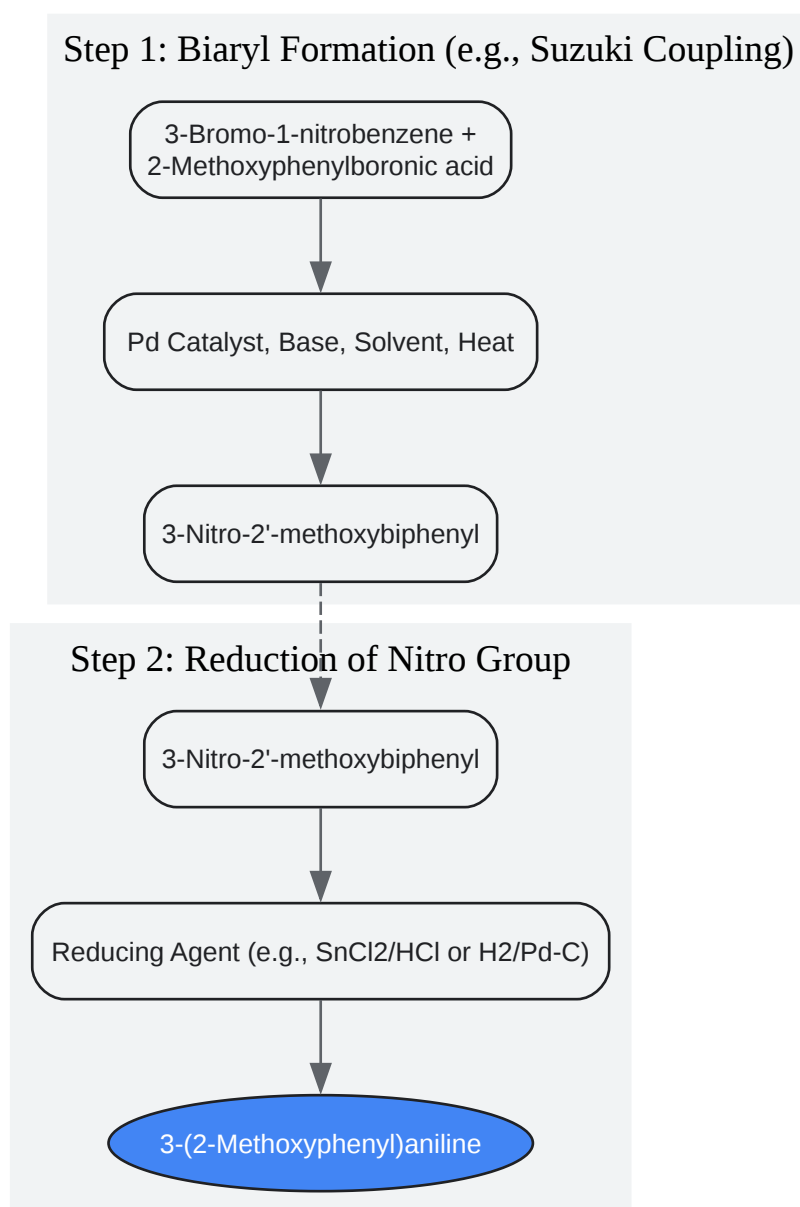 Step 1: Biaryl Formation (e.g., Suzuki Coupling)
3-Bromo-1-nitrobenzene +
2-Methoxyphenylboronic acid
Pd Catalyst, Base, Solvent, Heat
3-Nitro-2'-methoxybiphenyl
Step 2: Reduction of Nitro Group
3-Nitro-2'-methoxybiphenyl
Reducing Agent (e.g., SnCl2/HCl or H2/Pd-C)
3-(2-Methoxyphenyl)aniline